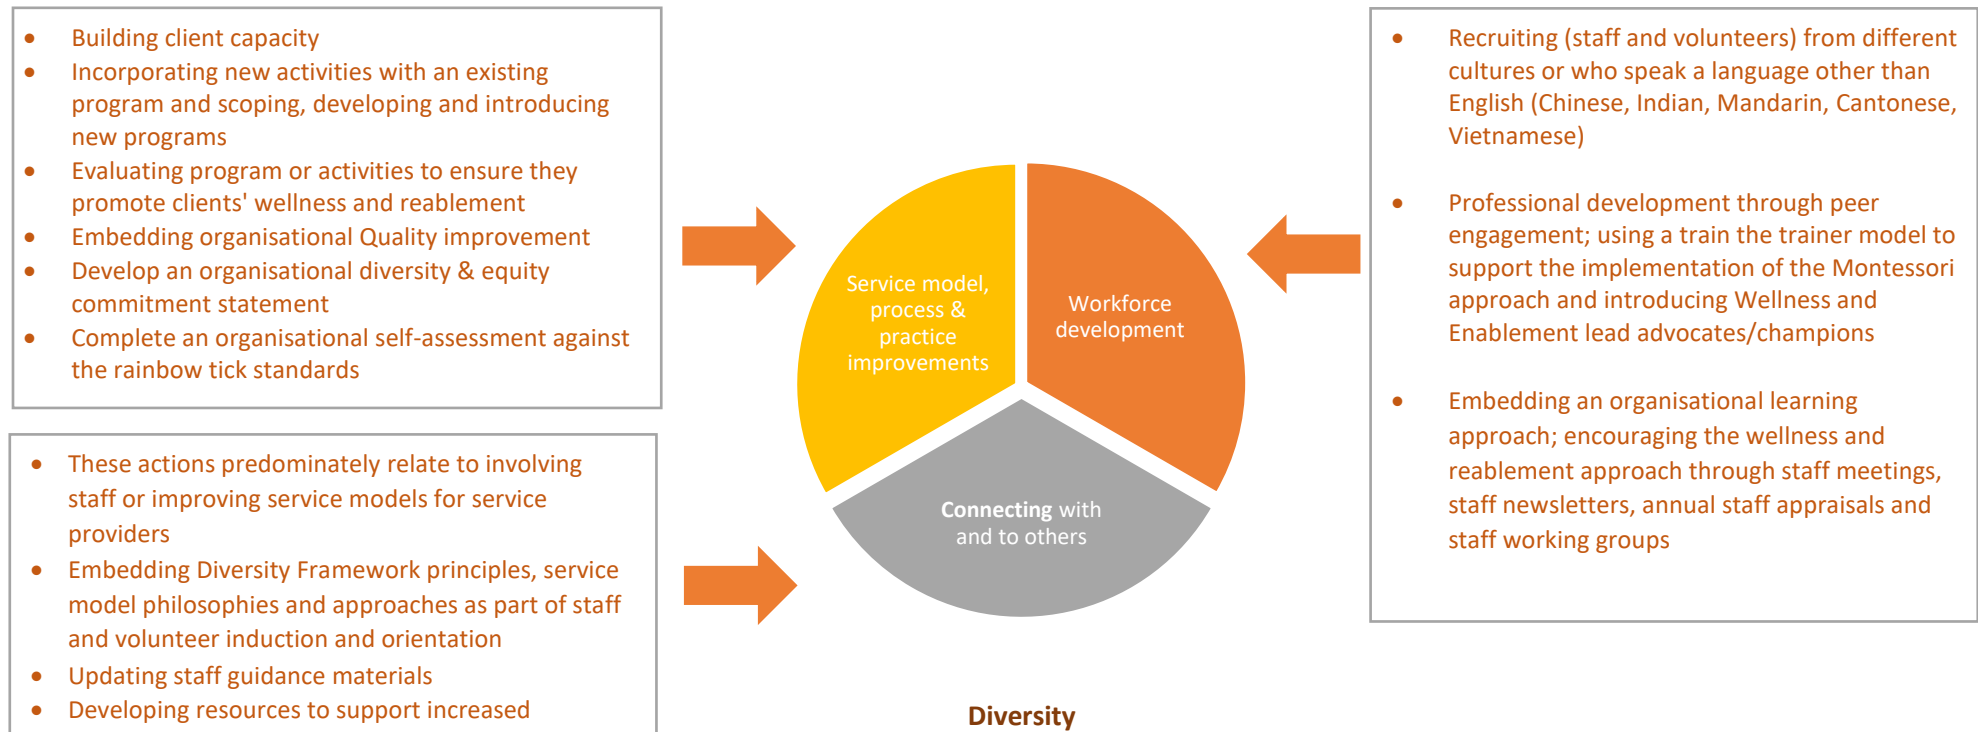 • Building client capacity
• Incorporating new activities with an existing
program and scoping, developing and introducing
new programs
• Evaluating program or activities to ensure they
promote clients' wellness and reablement
• Embedding organisational Quality improvement
• Develop an organisational diversity & equity
commitment statement
• Complete an organisational self-assessment against
the rainbow tick standards
• These actions predominately relate to involving
staff or improving service models for service
providers
• Embedding Diversity Framework principles, service
model philosophies and approaches as part of staff
and volunteer induction and orientation
• Updating staff guidance materials
• Developing resources to support increased
Service model,
process &
practice
improvements
Workforce
development
Connecting with
and to others
Diversity
• Recruiting (staff and volunteers) from different
cultures or who speak a language other than
English (Chinese, Indian, Mandarin, Cantonese,
Vietnamese)
• Professional development through peer
engagement; using a train the trainer model to
support the implementation of the Montessori
approach and introducing Wellness and
Enablement lead advocates/champions
• Embedding an organisational learning
approach; encouraging the wellness and
reablement approach through staff meetings,
staff newsletters, annual staff appraisals and
staff working groups